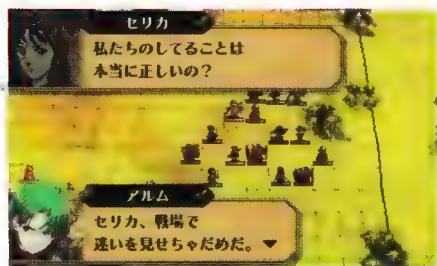 セリカ
私たちのしてることは
本当に正しいの？
アルム
セリカ、戦場で
迷いを見せちゃだめだ。